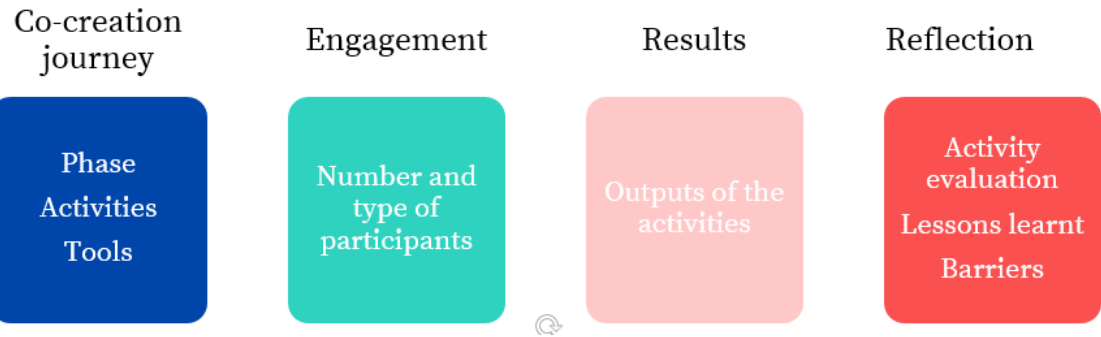 Co-creation
journey
Engagement
Results
Reflection
Phase
Activities
Tools
Number and
type of
participants
Outputs of the
activities
Activity
evaluation
Lessons learnt
Barriers